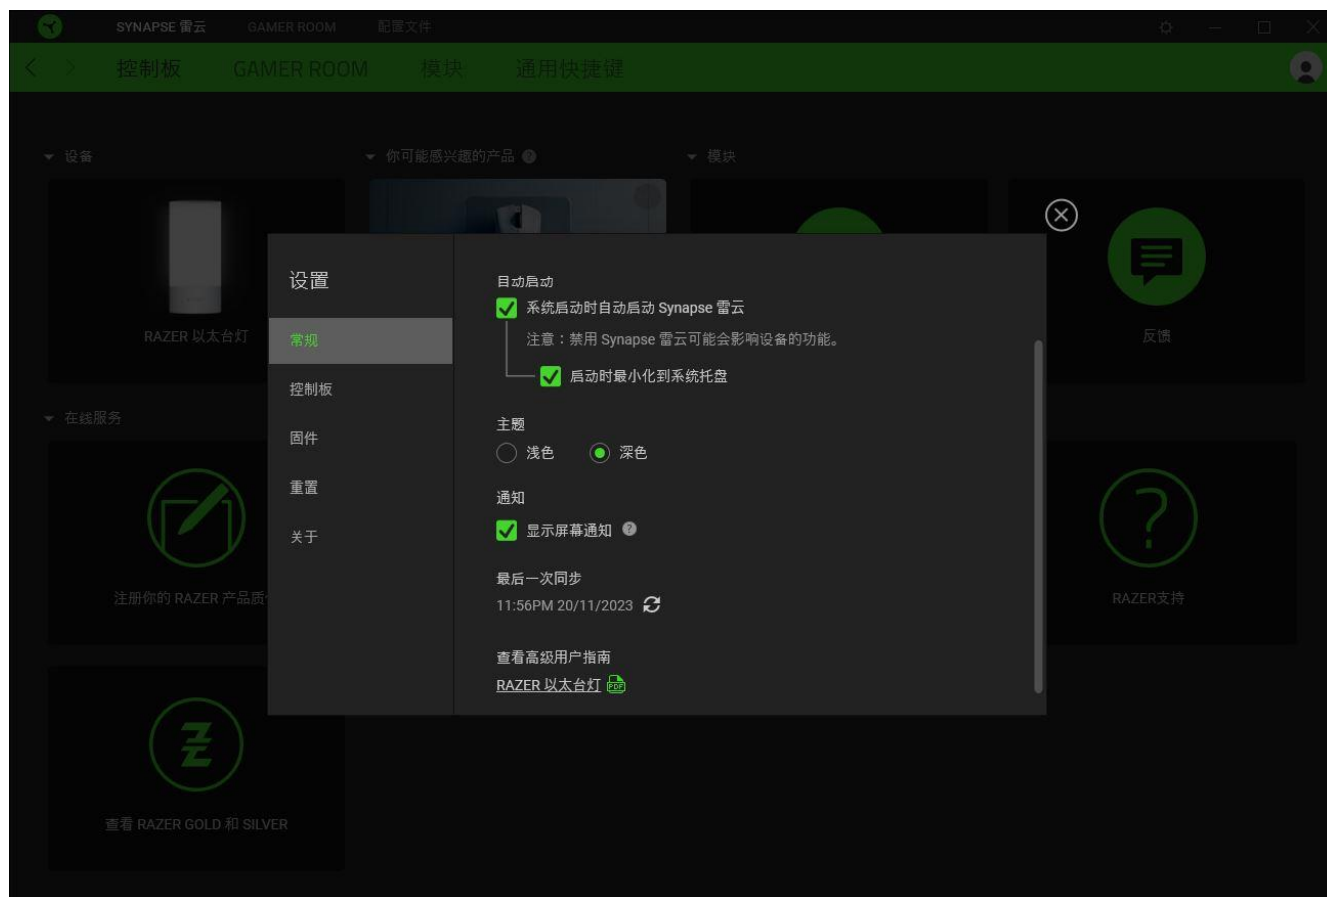 SYNAPSE 雷云
GAMER ROOM
配置文件
控制板
GAMER ROOM
模块
通用快捷键
设备
你可能感兴趣的产品
模块
RAZER 以太台灯
反馈
设置
常规
控制板
固件
重置
关于
自动启动
系统启动时自动启动 Synapse 雷云
注意：禁用 Synapse 雷云可能会影响设备的功能。
启动时最小化到系统托盘
主题
浅色
深色
通知
显示屏幕通知
最后一次同步
11:56PM 20/11/2023
查看高级用户指南
RAZER 以太台灯
PDF
在线服务
注册你的 RAZER 产品质
RAZER支持
查看 RAZER GOLD 和 SILVER